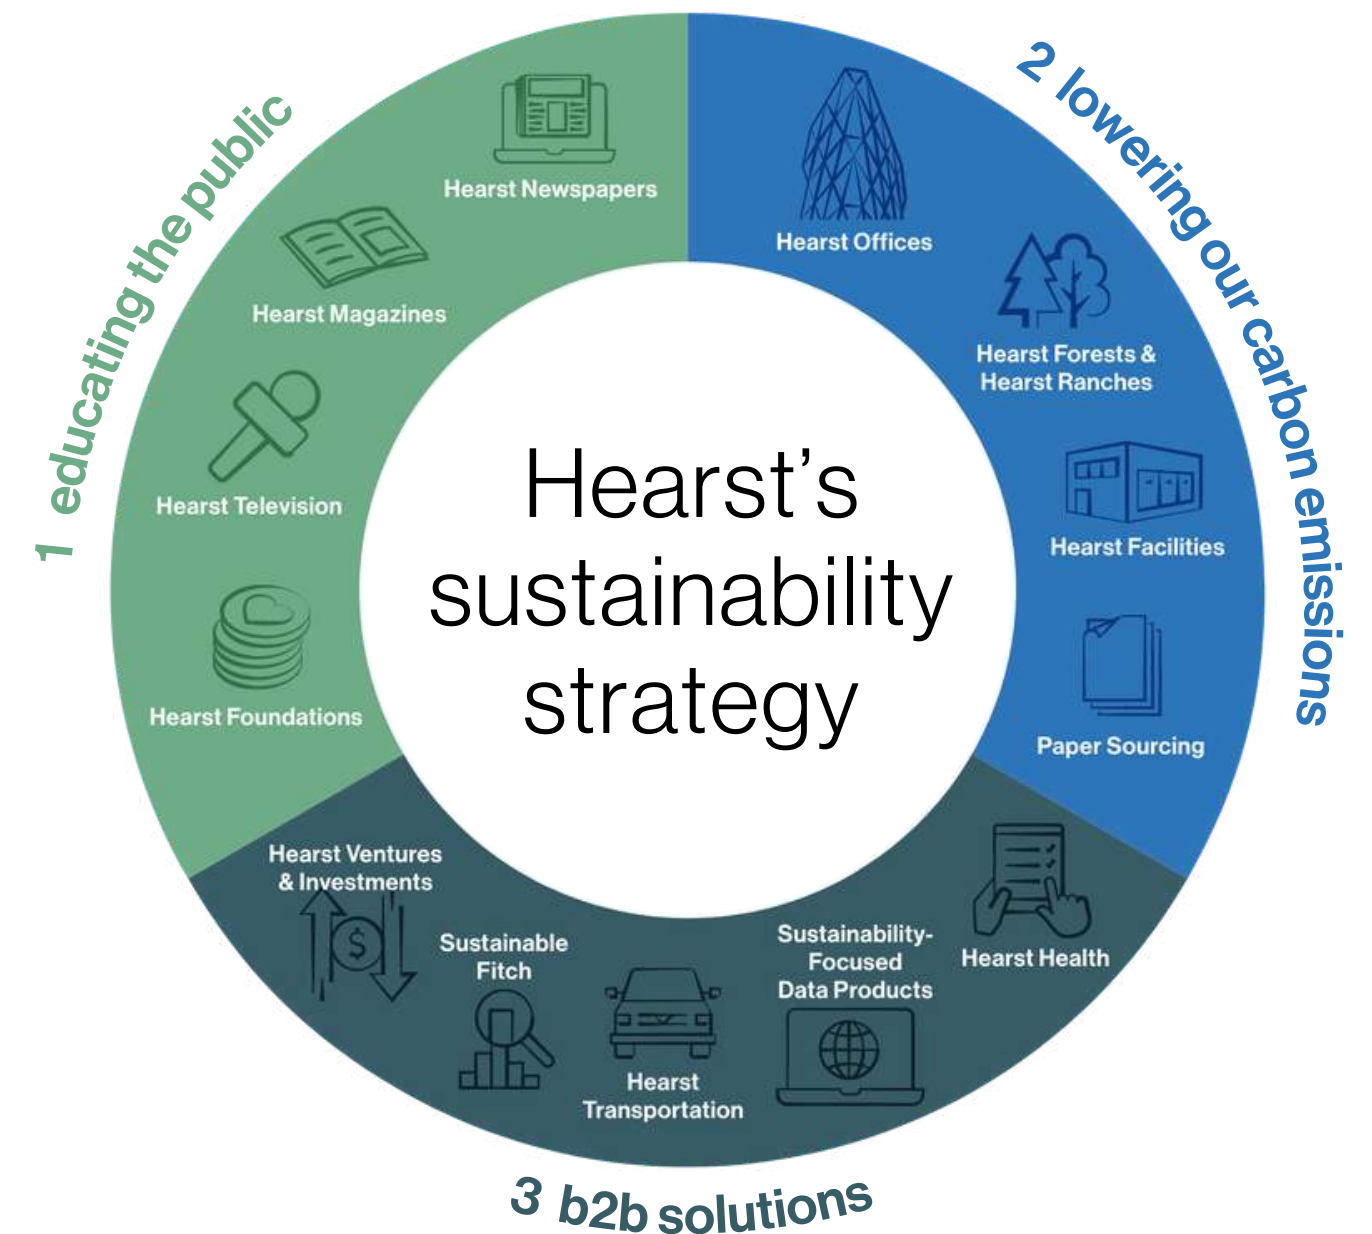 Hearst's
sustainability
strategy
1 educating the public
Hearst Newspapers
Hearst Magazines
Hearst Television
Hearst Foundations
2 lowering our carbon emissions
Hearst Offices
Hearst Forests &
Hearst Ranches
Hearst Facilities
Paper Sourcing
3 b2b solutions
Hearst Ventures
& Investments
$
Sustainable
Fitch
Hearst
Transportation
Sustainability-
Focused
Data Products
Hearst Health